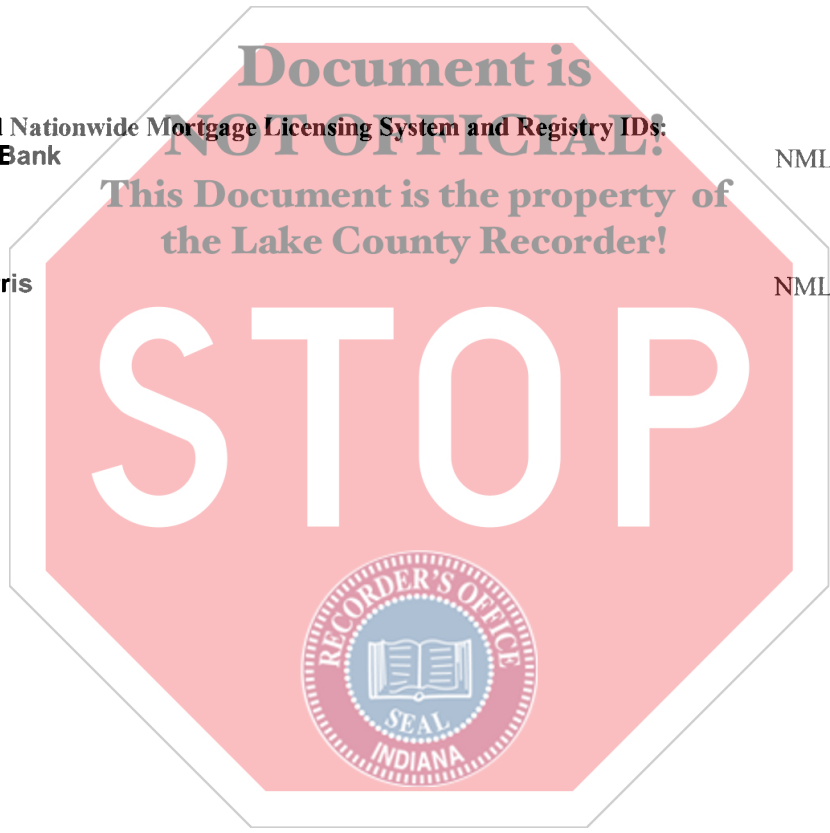 Document is
l Nationwide Mortgage Licensing System and Registry IDs:
NOT OFFICIAL!
Bank NML
This Document is the property of
the Lake County Recorder!
ris NML
STOP
RECORDER'S OFFICE
SEAL
INDIANA